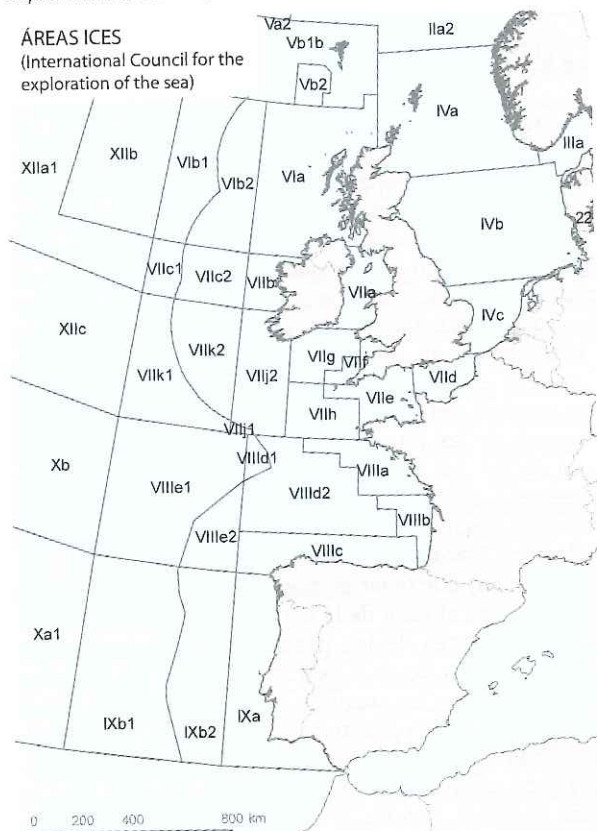 ÁREAS ICES
(International Council for the
exploration of the sea)
Va2
IIa2
Vb1b
Vb2
IVa
IIIa
XIIa1
XIIb
VIb1
VIb2
VIa
IVb
22
VIIc1
VIIc2
VIIb
VIIa
IVc
XIIc
VIIk2
VIIg
VIIf
VIIk1
VIIj2
VIId
VIIe
VIIh
VIIj1
VIIId1
Xb
VIIIa
VIIIe1
VIIId2
VIIIb
VIIIe2
VIIIc
Xa1
IXb1
IXb2
IXa
0 200 400 800 km